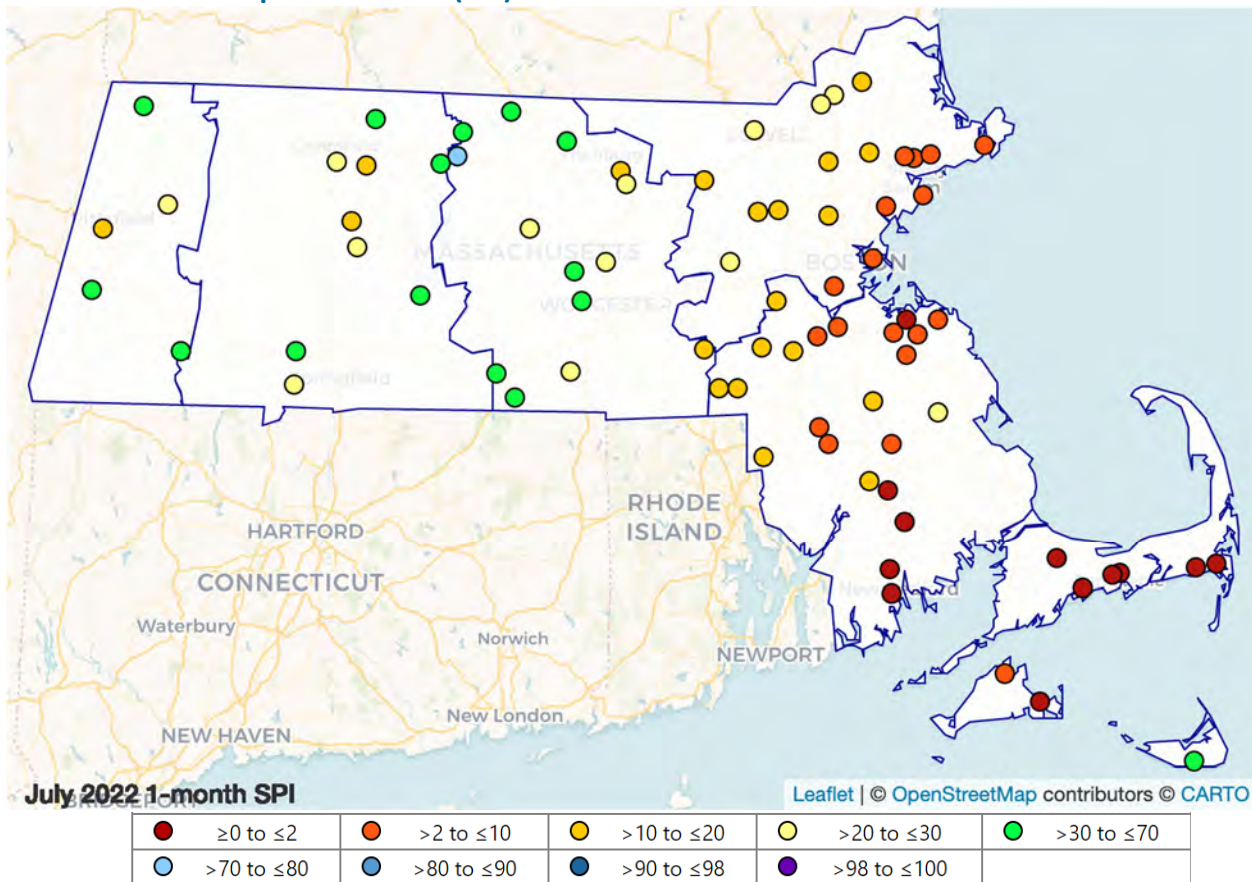 MASSACHUSETTS
BOSTON
WORCESTER
RHODE
ISLAND
HARTFORD
CONNECTICUT
Waterbury
Norwich
NEWPORT
New London
NEW HAVEN
BRIDGEPORT
July 2022 1-month SPI
Leaflet | © OpenStreetMap contributors © CARTO
≥0 to ≤2 >2 to ≤10 >10 to ≤20 >20 to ≤30 >30 to ≤70
>70 to ≤80 >80 to ≤90 >90 to ≤98 >98 to ≤100